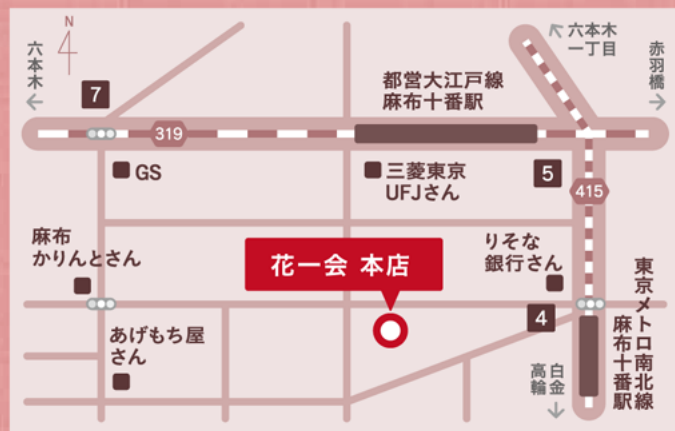 N
六本木
7
319
GS
都営大江戸線
麻布十番駅
三菱東京
UFJさん
六本木
一丁目
赤羽橋
5
415
麻布
かりんとさん
花一会 本店
りそな
銀行さん
4
あげもち屋
さん
東京メトロ南北線
麻布十番駅
白金
高輪